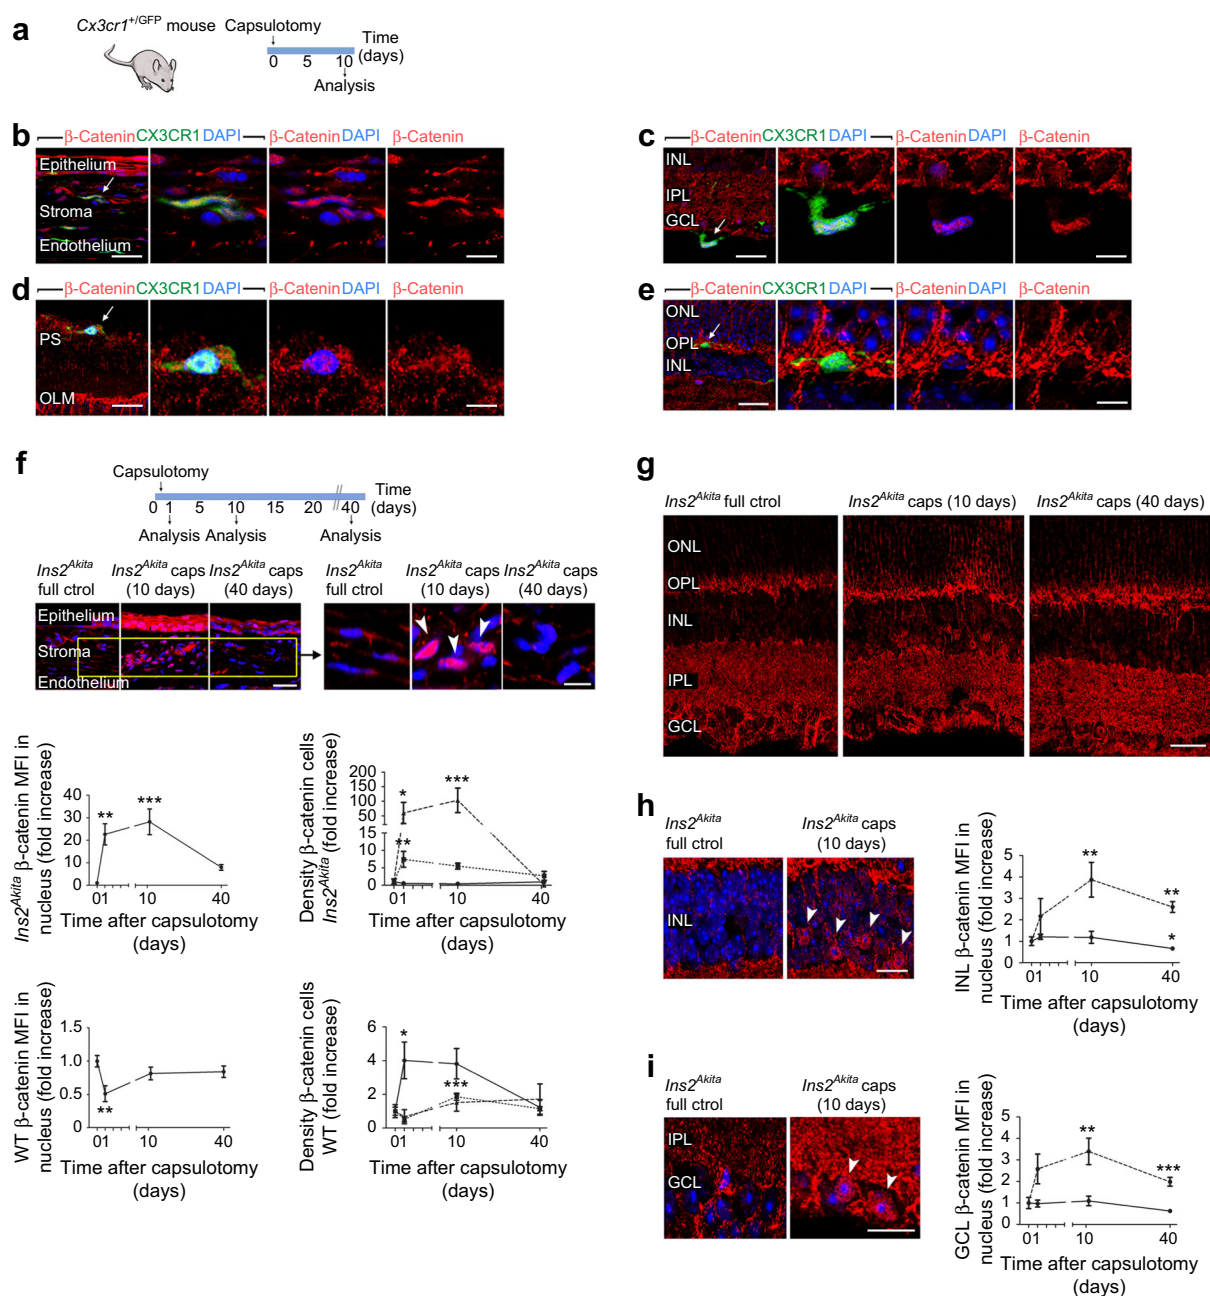 a
Cx3cr1+/GFP mouse
Capsulotomy
Time
(days)
0 5 10
Analysis
b
β-Catenin CX3CR1 DAPI β-Catenin DAPI β-Catenin
Epithelium
Stroma
Endothelium
c
β-Catenin CX3CR1 DAPI β-Catenin DAPI β-Catenin
INL
IPL
GCL
d
β-Catenin CX3CR1 DAPI β-Catenin DAPI β-Catenin
PS
OLM
e
β-Catenin CX3CR1 DAPI β-Catenin DAPI β-Catenin
ONL
OPL
INL
f
Capsulotomy
Time
(days)
0 1 5 10 15 20 40
Analysis Analysis Analysis
Ins2Akita full ctrol
Ins2Akita caps (10 days)
Ins2Akita caps (40 days)
Ins2Akita full ctrol
Ins2Akita caps (10 days)
Ins2Akita caps (40 days)
Epithelium
Stroma
Endothelium
Ins2Akita β-catenin MFI in
nucleus (fold increase)
40
30
20
10
0
** ***
01 10 40
Time after capsulotomy
(days)
Density β-catenin cells
Ins2Akita (fold increase)
200
150
100
50
10
5
0
* ***
**
01 10 40
Time after capsulotomy
(days)
WT β-catenin MFI in
nucleus (fold increase)
1.5
1.0
0.5
0
**
01 10 40
Time after capsulotomy
(days)
Density β-catenin cells
WT (fold increase)
6
4
2
0
*
***
01 10 40
Time after capsulotomy
(days)
g
Ins2Akita full ctrol
Ins2Akita caps (10 days)
Ins2Akita caps (40 days)
ONL
OPL
INL
IPL
GCL
h
Ins2Akita
full ctrol
Ins2Akita caps
(10 days)
INL
INL β-catenin MFI in
nucleus (fold increase)
5
4
3
2
1
0
**
**
*
01 10 40
Time after capsulotomy
(days)
i
Ins2Akita
full ctrol
Ins2Akita caps
(10 days)
IPL
GCL
GCL β-catenin MFI in
nucleus (fold increase)
5
4
3
2
1
0
**
***
01 10 40
Time after capsulotomy
(days)